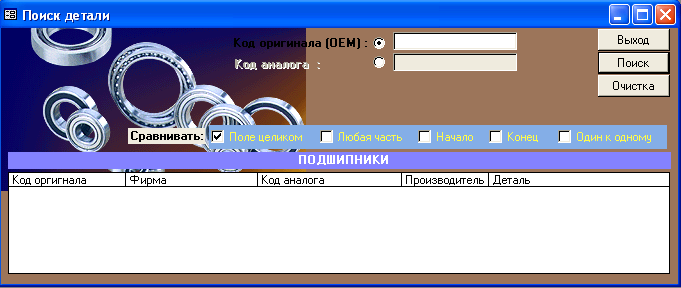 Поиск детали
Код оригинала (OEM) :
Выход
Код аналога :
Поиск
Очистка
Сравнивать: Поле целиком Любая часть Начало Конец Один к одному
ПОДШИПНИКИ
Код оргигнала Фирма Код аналога Производитель Деталь